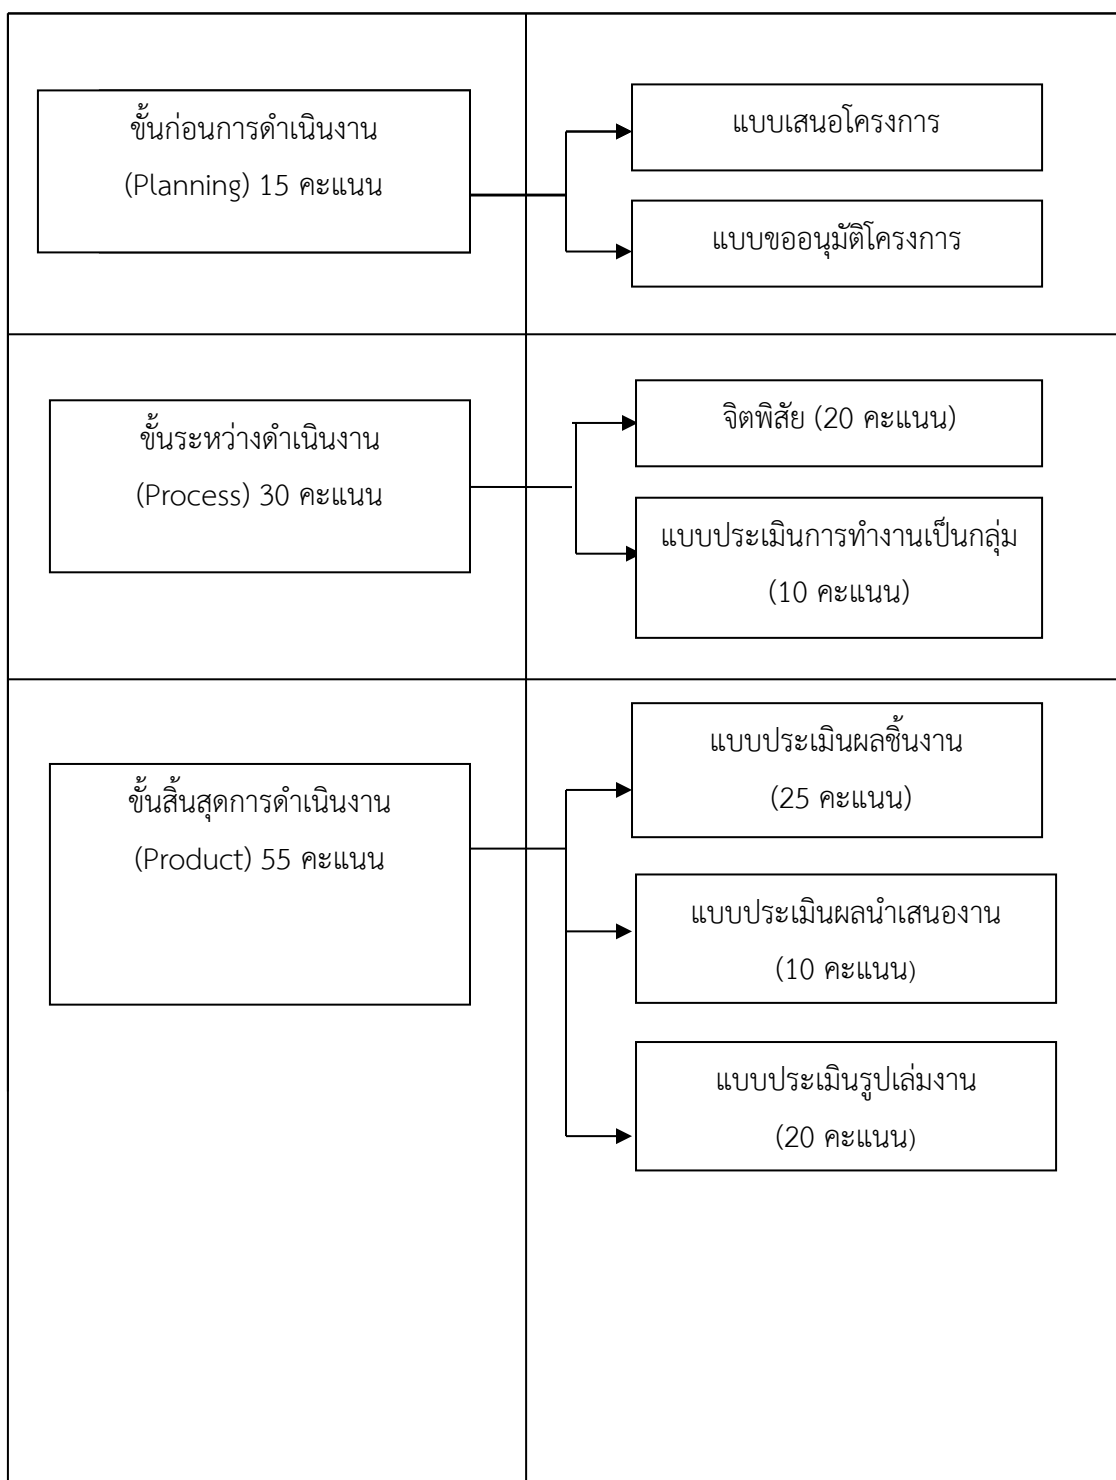 ขั้นก่อนการดำเนินงาน
(Planning) 15 คะแนน
แบบเสนอโครงการ
แบบขออนุมัติโครงการ
ขั้นระหว่างดำเนินงาน
(Process) 30 คะแนน
จิตพิสัย (20 คะแนน)
แบบประเมินการทำงานเป็นกลุ่ม
(10 คะแนน)
ขั้นสิ้นสุดการดำเนินงาน
(Product) 55 คะแนน
แบบประเมินผลชิ้นงาน
(25 คะแนน)
แบบประเมินผลนำเสนองาน
(10 คะแนน)
แบบประเมินรูปเล่มงาน
(20 คะแนน)